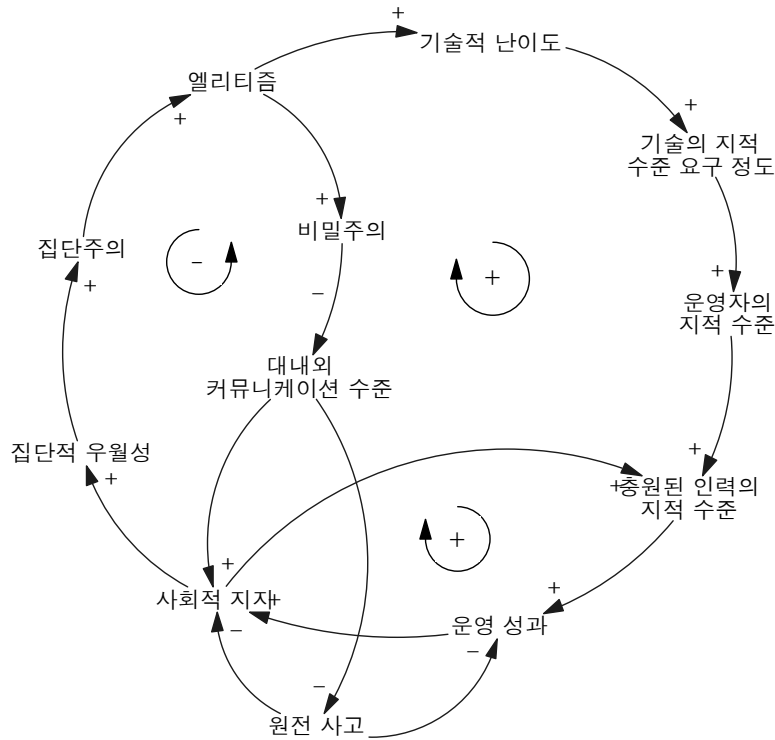 +
기술적 난이도
엘리티즘
+
+
기술의 지적
수준 요구 정도
+
비밀주의
집단주의
+
-
+
+
−
운영자의
지적 수준
대내외
커뮤니케이션 수준
집단적 우월성
+
+
+충원된 인력의
지적 수준
+
+
+
사회적 지지+
−
운영 성과
−
−
원전 사고